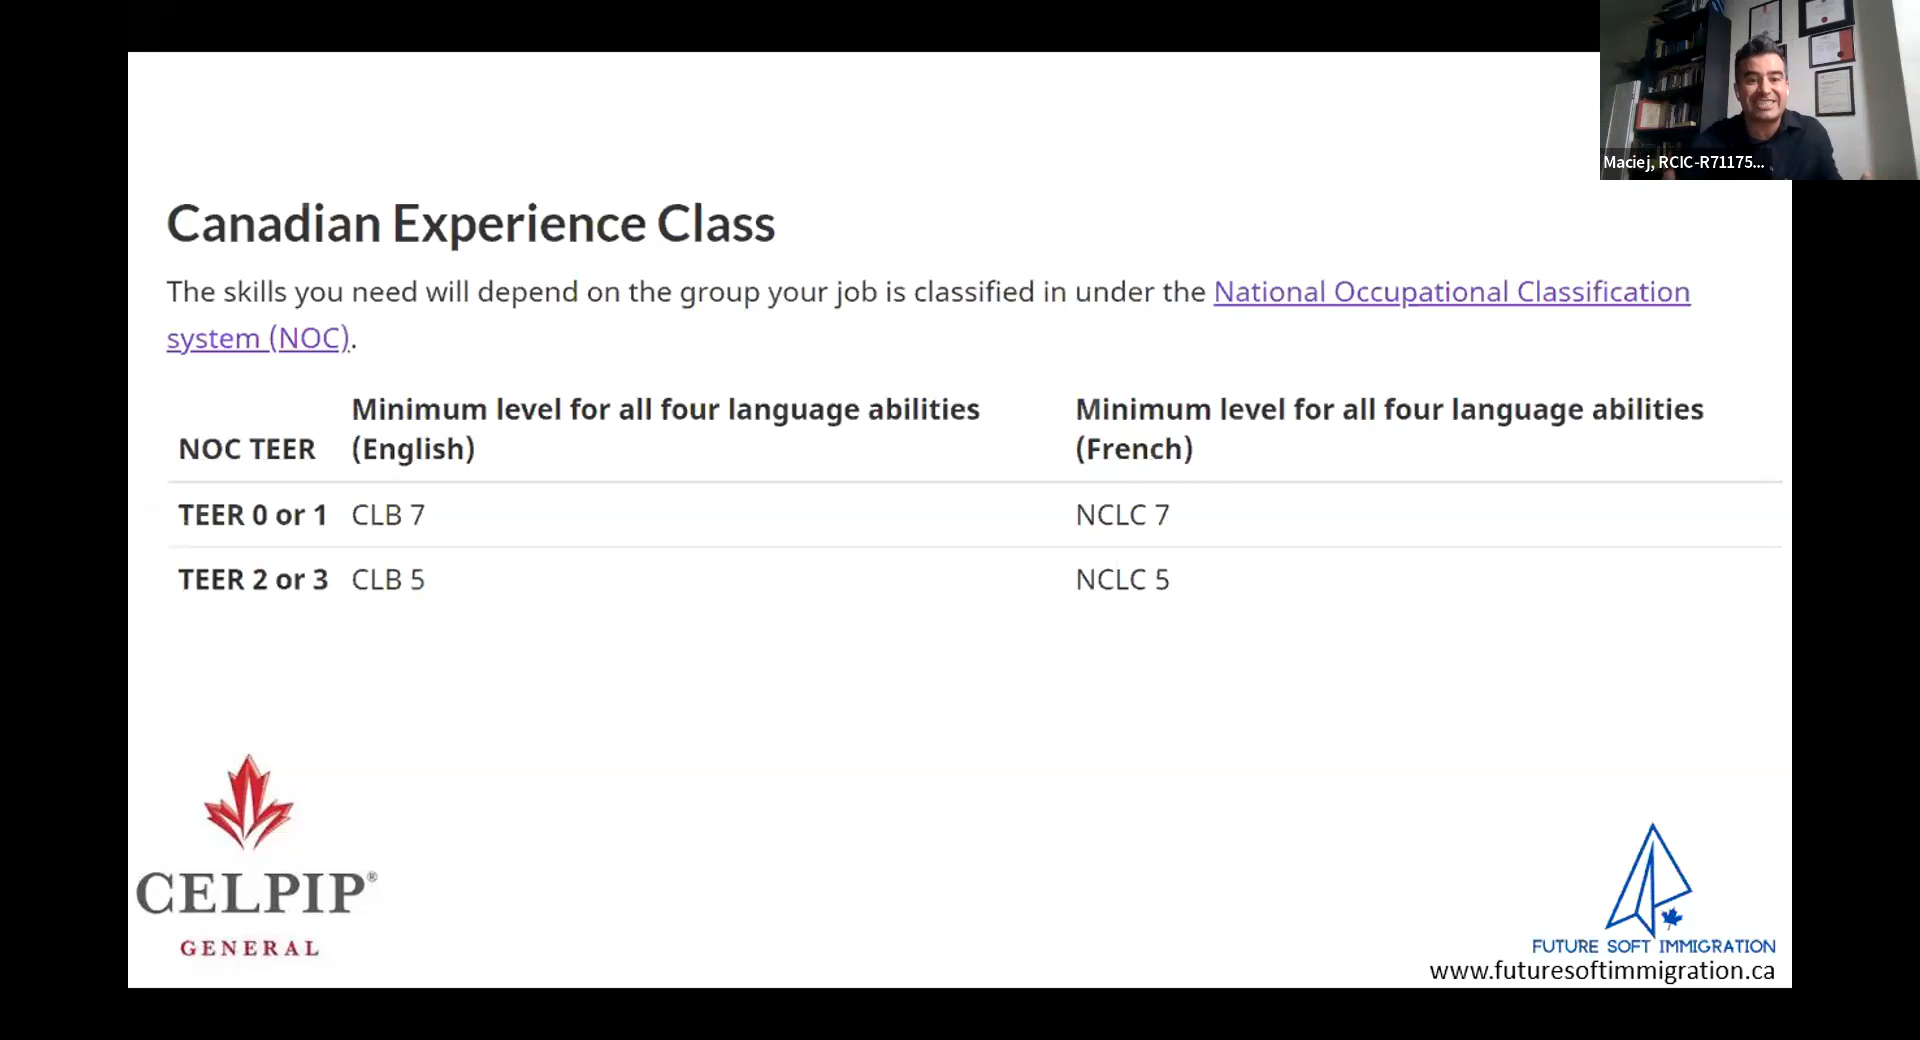 Maciej, RCIC-R71175...
Canadian Experience Class
The skills you need will depend on the group your job is classified in under the National Occupational Classification
system (NOC).
NOC TEER Minimum level for all four language abilities (English) Minimum level for all four language abilities (French)
TEER 0 or 1 CLB 7 NCLC 7
TEER 2 or 3 CLB 5 NCLC 5
CELPIP®
GENERAL
FUTURE SOFT IMMIGRATION
www.futuresoftimmigration.ca